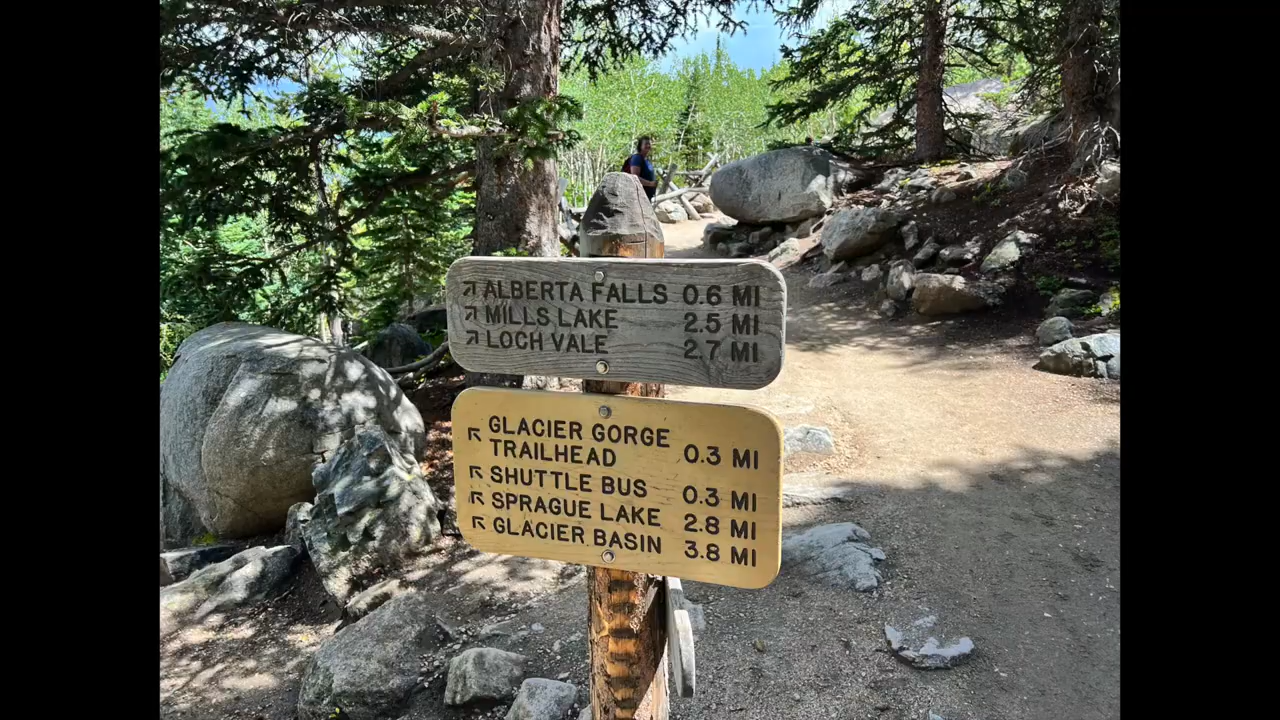 ↗ ALBERTA FALLS 0.6 MI
↗ MILLS LAKE 2.5 MI
↗ LOCH VALE 2.7 MI
↖ GLACIER GORGE
TRAILHEAD 0.3 MI
↖ SHUTTLE BUS 0.3 MI
↖ SPRAGUE LAKE 2.8 MI
↖ GLACIER BASIN 3.8 MI